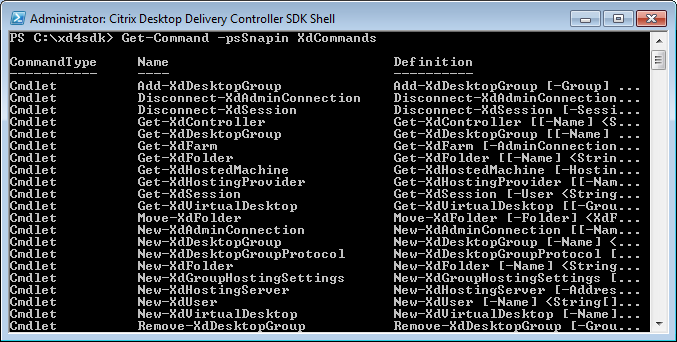 Administrator: Citrix Desktop Delivery Controller SDK Shell
PS C:\xd4sdk> Get-Command -psSnapin XdCommands
CommandType Name Definition
----------- ---- ----------
Cmdlet Add-XdDesktopGroup Add-XdDesktopGroup [-Group] ...
Cmdlet Disconnect-XdAdminConnection Disconnect-XdAdminConnection...
Cmdlet Disconnect-XdSession Disconnect-XdSession [-Sessi...
Cmdlet Get-XdController Get-XdController [[-Name] <S...
Cmdlet Get-XdDesktopGroup Get-XdDesktopGroup [[-Name] ...
Cmdlet Get-XdFarm Get-XdFarm [-AdminConnection...
Cmdlet Get-XdFolder Get-XdFolder [[-Name] <Strin...
Cmdlet Get-XdHostedMachine Get-XdHostedMachine [-Hostin...
Cmdlet Get-XdHostingProvider Get-XdHostingProvider [[-Nam...
Cmdlet Get-XdSession Get-XdSession [-User <String...
Cmdlet Get-XdVirtualDesktop Get-XdVirtualDesktop [[-Grou...
Cmdlet Move-XdFolder Move-XdFolder [-Folder] <XdF...
Cmdlet New-XdAdminConnection New-XdAdminConnection [[-Nam...
Cmdlet New-XdDesktopGroup New-XdDesktopGroup [-Name] <...
Cmdlet New-XdDesktopGroupProtocol New-XdDesktopGroupProtocol [...
Cmdlet New-XdFolder New-XdFolder [-Name] <String...
Cmdlet New-XdGroupHostingSettings New-XdGroupHostingSettings [...
Cmdlet New-XdHostingServer New-XdHostingServer [-Addres...
Cmdlet New-XdUser New-XdUser [-Name] <String[]...
Cmdlet New-XdVirtualDesktop New-XdVirtualDesktop [-Name]...
Cmdlet Remove-XdDesktopGroup Remove-XdDesktopGroup [-Grou...